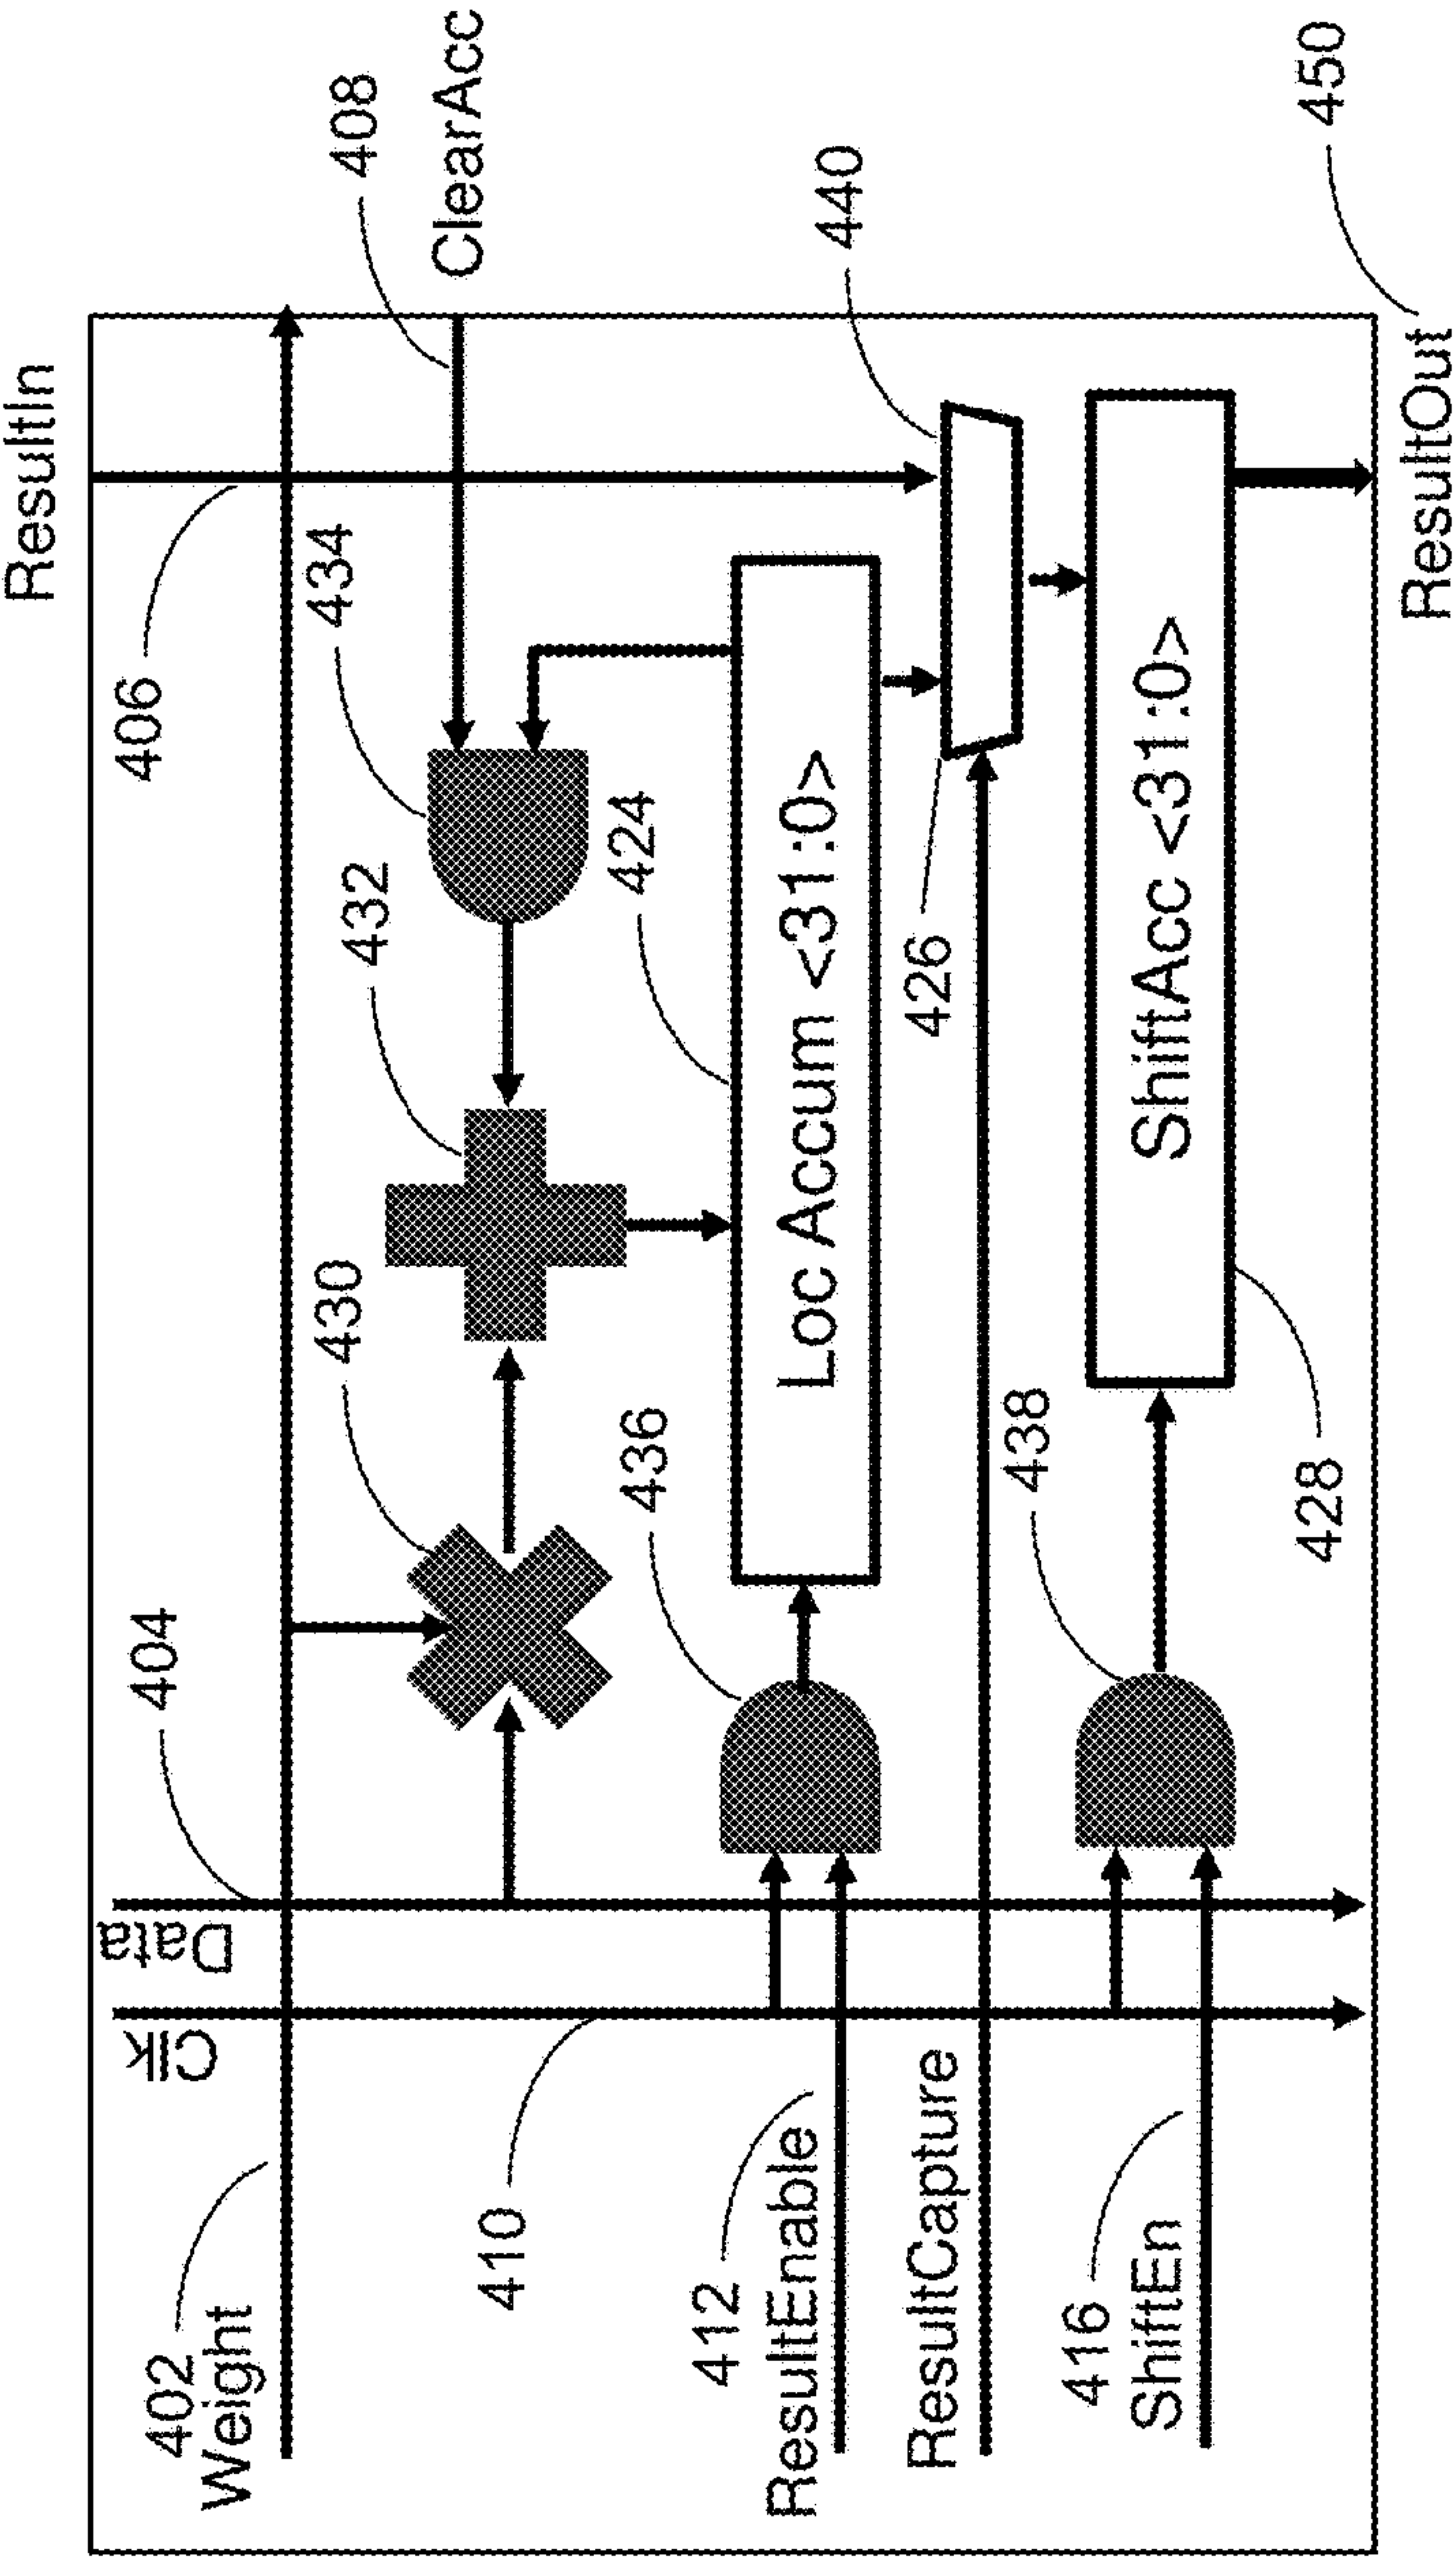 ResultIn
406
408
ClearAcc
434
432
430
404
Data
Clk
402
Weight
410
424
Loc Accum <31:0>
436
412
ResultEnable
440
426
ResultCapture
438
ShiftAcc <31:0>
416
ShiftEn
428
450
ResultOut